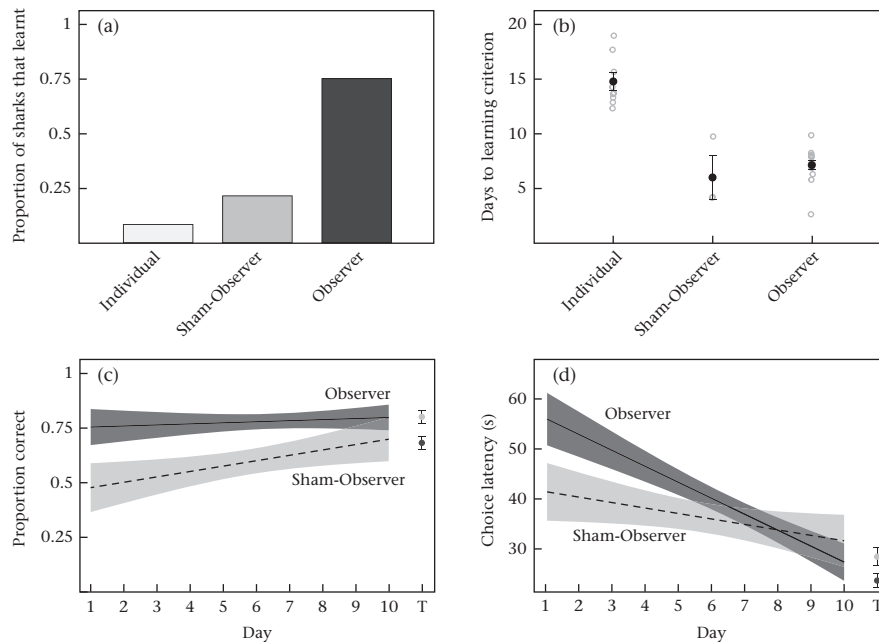 (a)
Proportion of sharks that learnt
1
0.75
0.5
0.25
Individual
Sham-Observer
Observer
(b)
Days to learning criterion
20
15
10
5
Individual
Sham-Observer
Observer
(c)
Proportion correct
1
0.75
0.5
0.25
Observer
Sham-Observer
1 2 3 4 5 6 7 8 9 10 T
Day
(d)
Choice latency (s)
60
50
40
30
Observer
Sham-Observer
1 2 3 4 5 6 7 8 9 10 T
Day